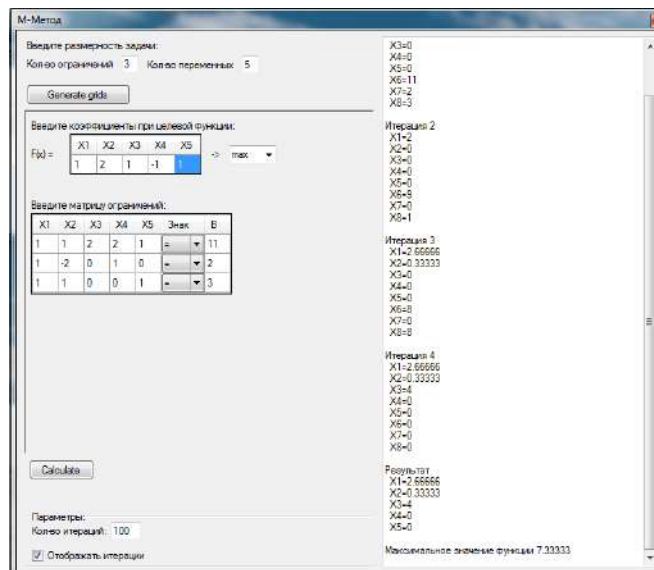 М-Метод
Введите размерность задачи:
Кол-во ограничений 3 Кол-во переменных 5
Generate grids
Введите коэффициенты при целевой функции:
X1 X2 X3 X4 X5
F(x) = 1 2 1 -1 1 -> max
Введите матрицу ограничений:
X1 X2 X3 X4 X5 Знак B
1 1 2 2 1 = 11
1 -2 0 1 0 = 2
1 1 0 0 1 = 3
Calculate
Параметры:
Кол-во итераций: 100
Отображать итерации
X3=0
X4=0
X5=0
X6=11
X7=2
X8=3
Итерация 2
X1=2
X2=0
X3=0
X4=0
X5=0
X6=9
X7=0
X8=1
Итерация 3
X1=2.66666
X2=0.33333
X3=0
X4=0
X5=0
X6=8
X7=0
X8=8
Итерация 4
X1=2.66666
X2=0.33333
X3=4
X4=0
X5=0
X6=0
X7=0
X8=0
Результат
X1=2.66666
X2=0.33333
X3=4
X4=0
X5=0
Максимальное значение функции 7.33333